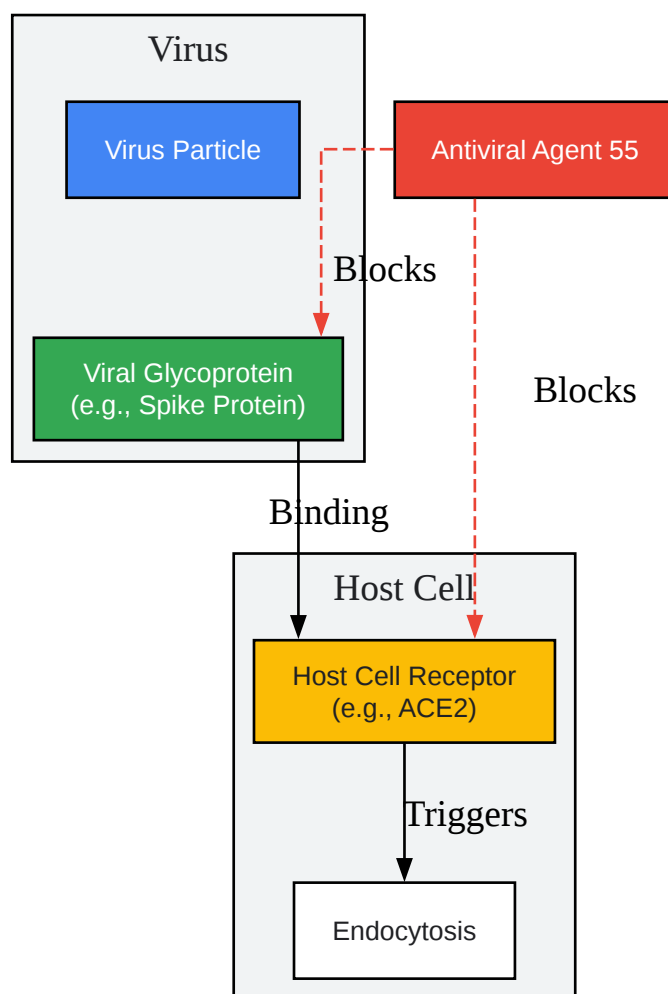 Virus
Virus Particle
Antiviral Agent 55
Blocks
Viral Glycoprotein
(e.g., Spike Protein)
Blocks
Binding
Host Cell
Host Cell Receptor
(e.g., ACE2)
Triggers
Endocytosis